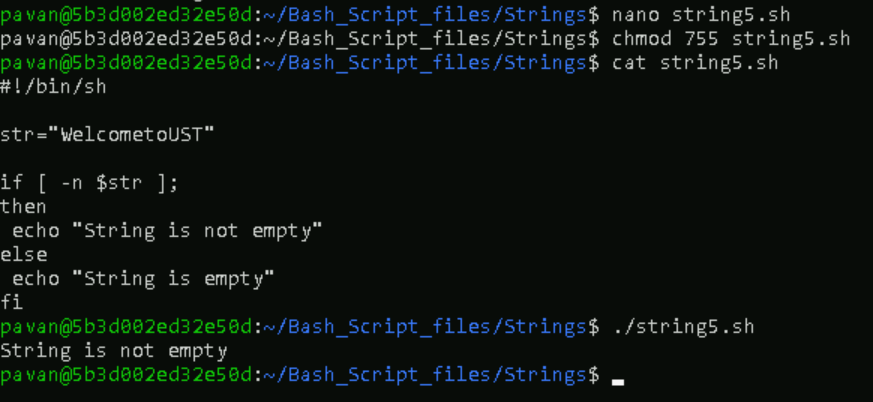 pavan@5b3d002ed32e50d:~/Bash_Script_files/Strings$ nano string5.sh
pavan@5b3d002ed32e50d:~/Bash_Script_files/Strings$ chmod 755 string5.sh
pavan@5b3d002ed32e50d:~/Bash_Script_files/Strings$ cat string5.sh
#!/bin/sh
str="WelcometoUST"
if [ -n $str ];
then
 echo "String is not empty"
else
 echo "String is empty"
fi
pavan@5b3d002ed32e50d:~/Bash_Script_files/Strings$ ./string5.sh
String is not empty
pavan@5b3d002ed32e50d:~/Bash_Script_files/Strings$